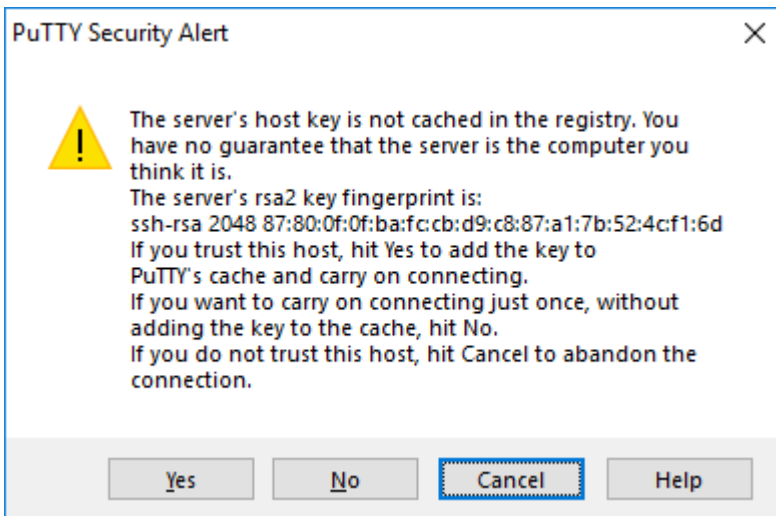 PuTTY Security Alert
The server's host key is not cached in the registry. You
have no guarantee that the server is the computer you
think it is.
The server's rsa2 key fingerprint is:
ssh-rsa 2048 87:80:0f:0f:ba:fc:cb:d9:c8:87:a1:7b:52:4c:f1:6d
If you trust this host, hit Yes to add the key to
PuTTY's cache and carry on connecting.
If you want to carry on connecting just once, without
adding the key to the cache, hit No.
If you do not trust this host, hit Cancel to abandon the
connection.
Yes No Cancel Help